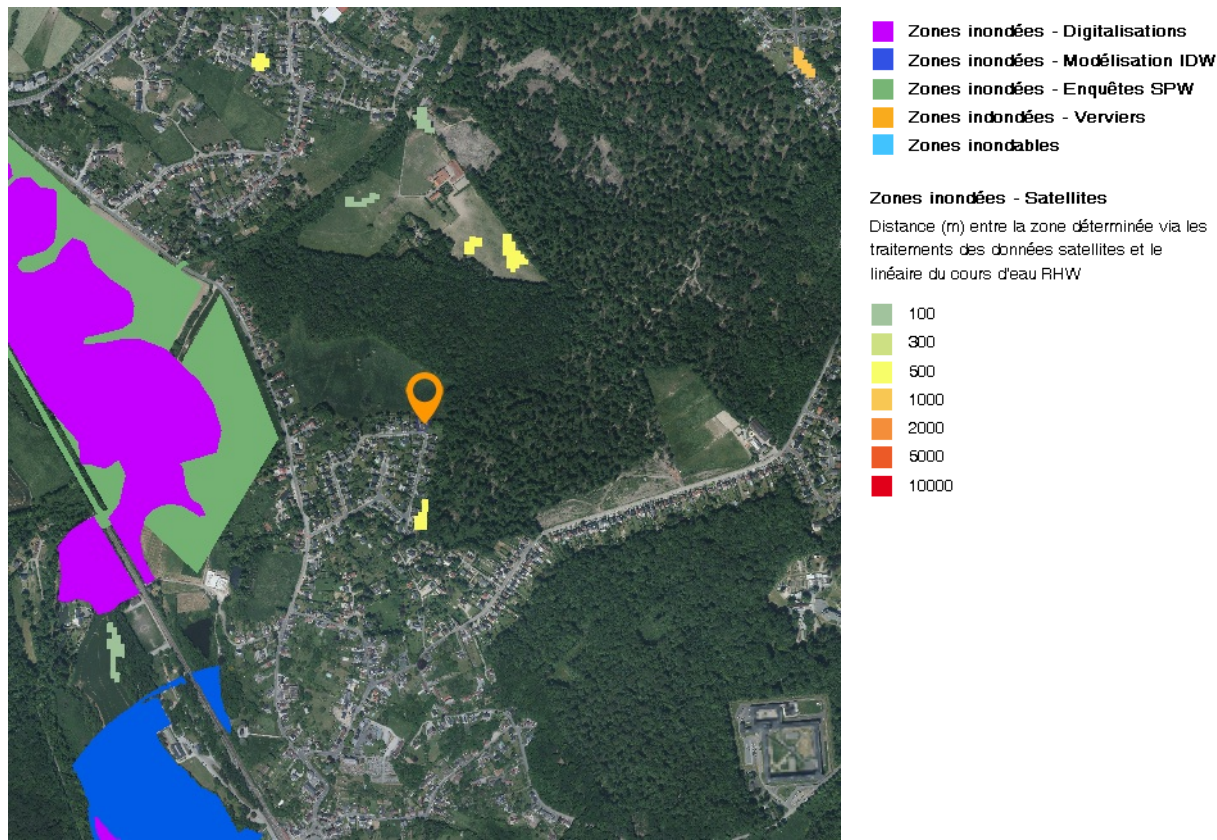 Zones inondées - Digitalisations
Zones inondées - Modélisation IDW
Zones inondées - Enquêtes SPW
Zones indondées - Verviers
Zones inondables
Zones inondées - Satellites
Distance (m) entre la zone déterminée via les
traitements des données satellites et le
linéaire du cours d'eau RHW
100
300
500
1000
2000
5000
10000